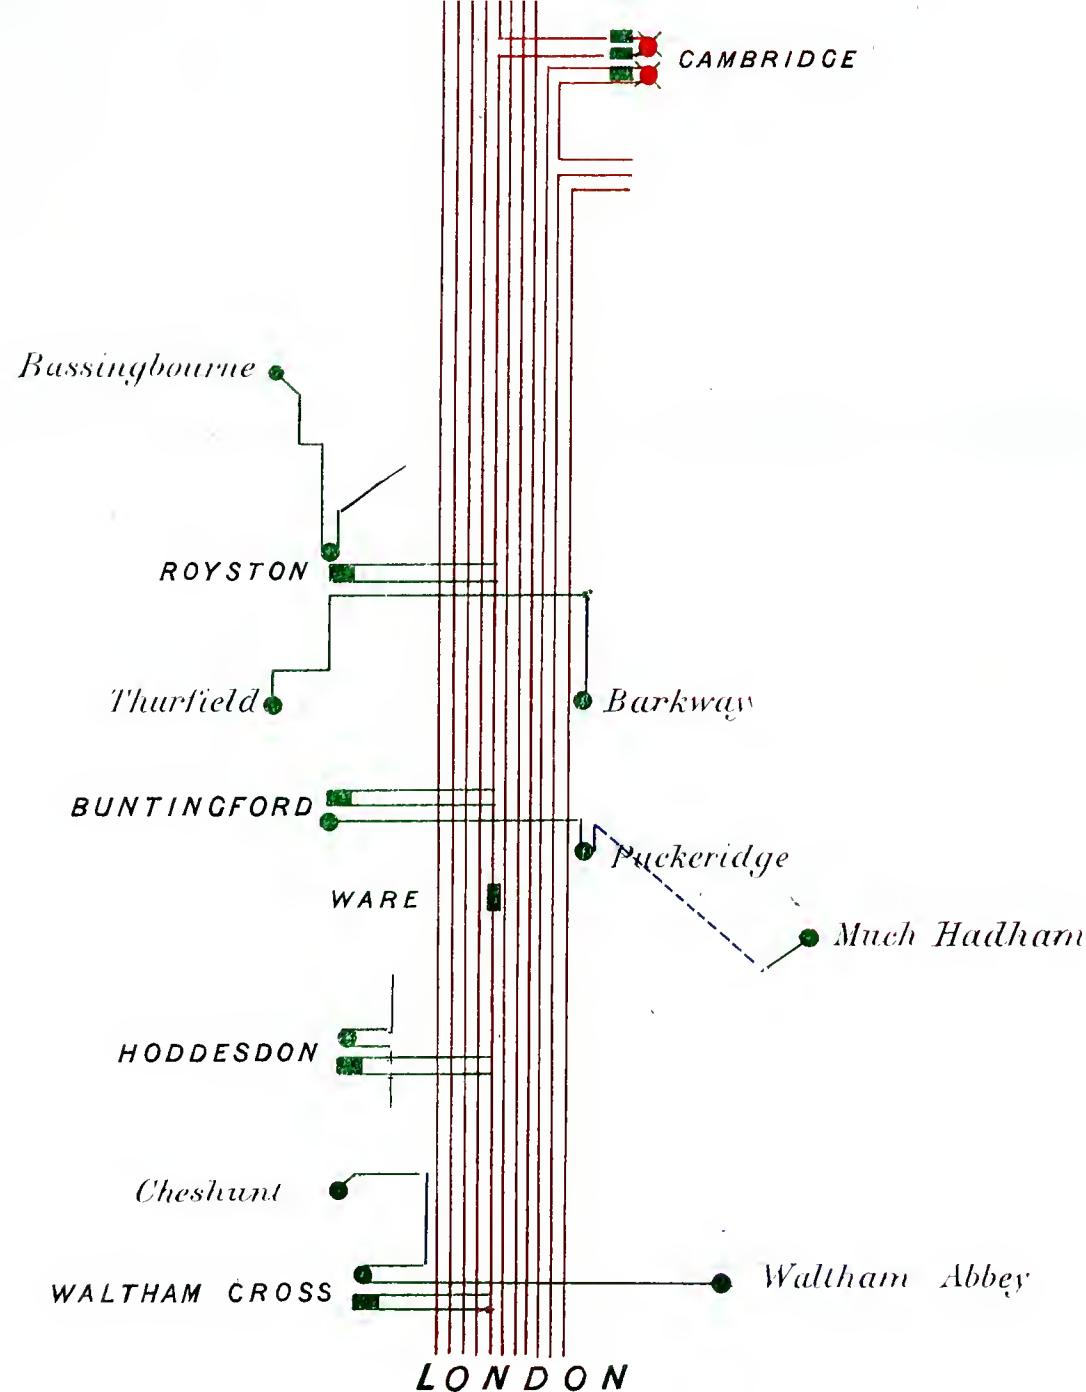 CAMBRIDGE
Bassingbourne
ROYSTON
Thurfield
Barkway
BUNTINGFORD
Puckeridge
WARE
Much Hadham
HODDESDON
Cheshunt
Waltham Abbey
WALTHAM CROSS
LONDON